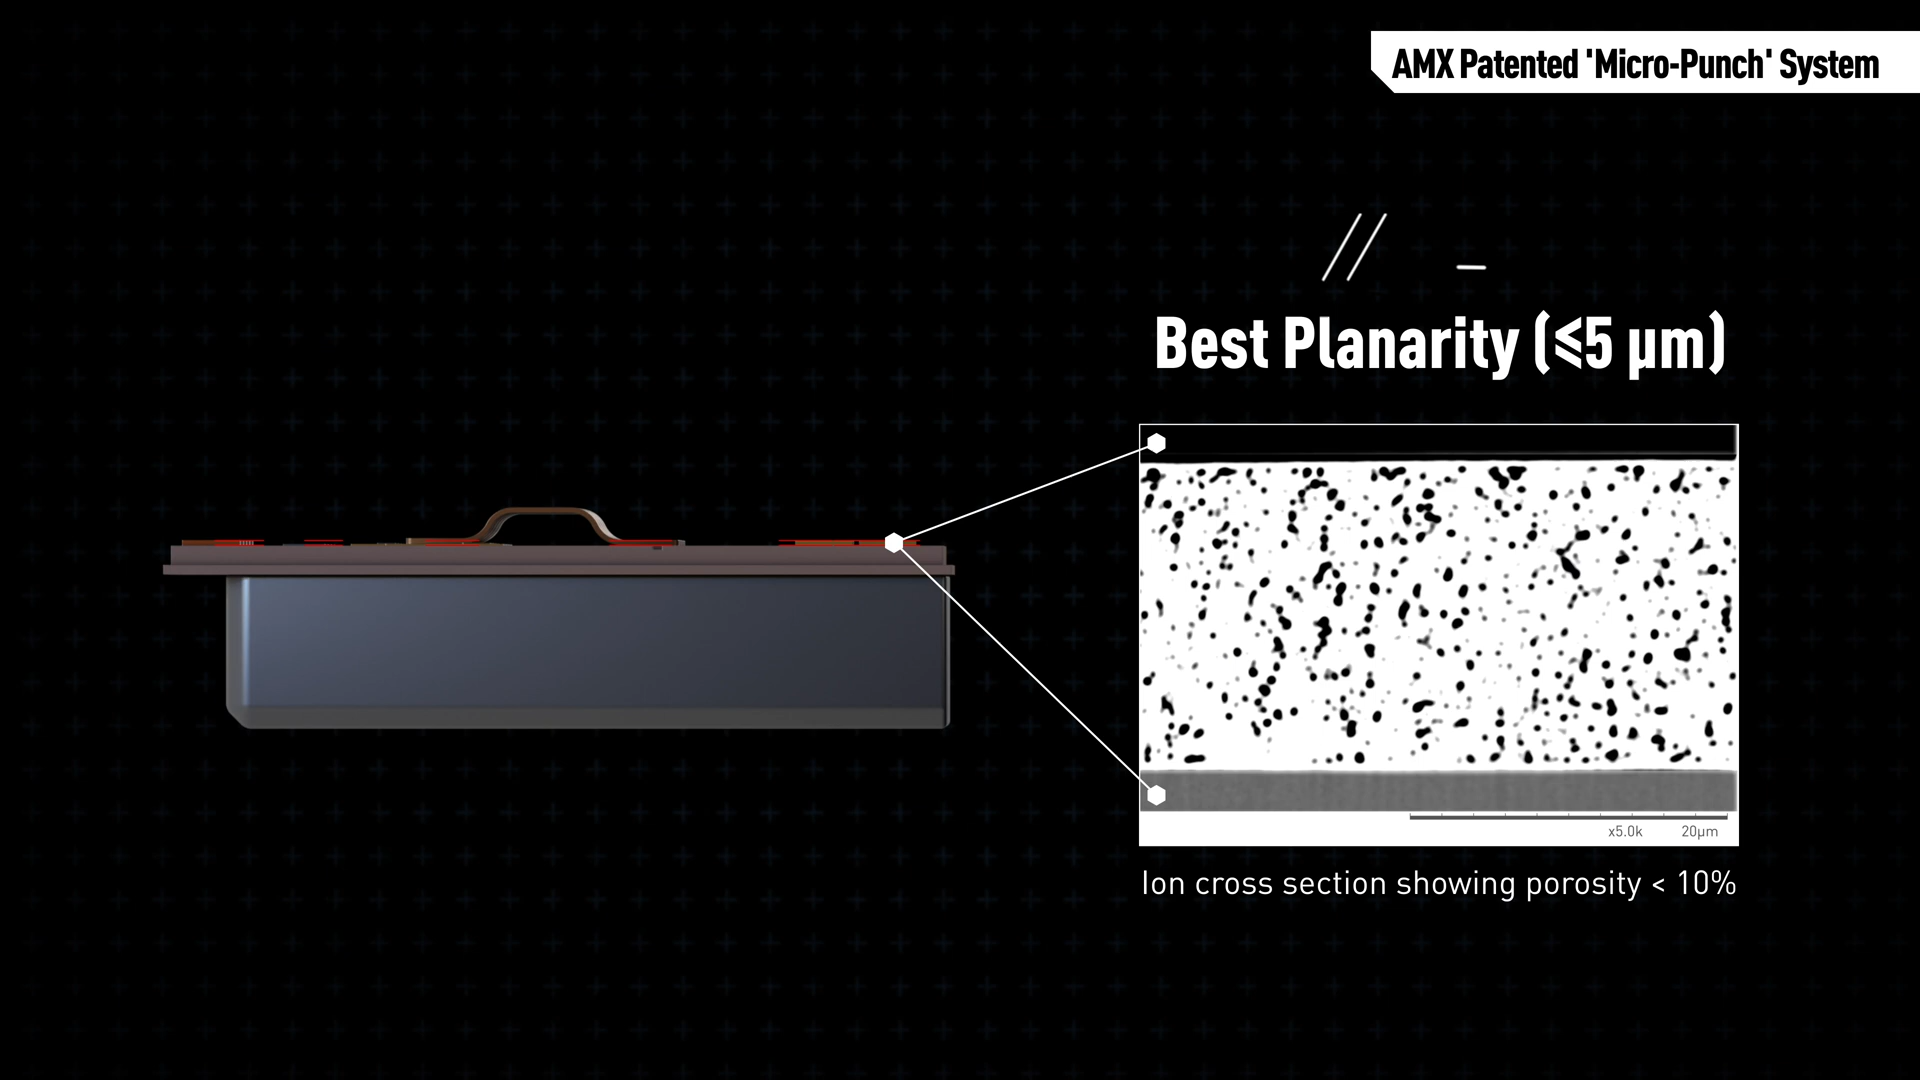 AMX Patented 'Micro-Punch' System
Best Planarity (≤5 µm)
x5.0k 20µm
Ion cross section showing porosity < 10%